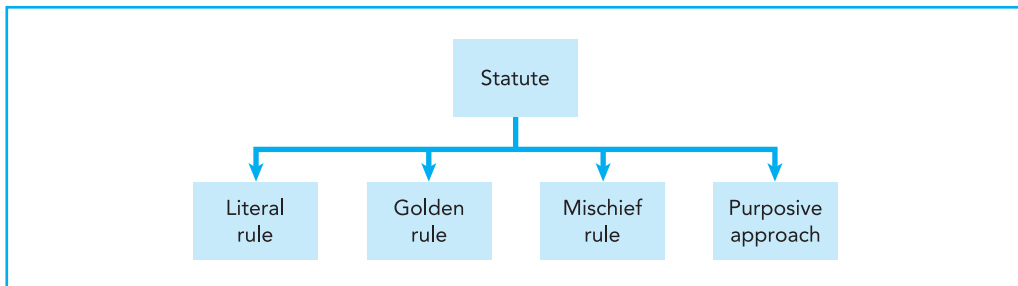 Statute
Literal
rule
Golden
rule
Mischief
rule
Purposive
approach